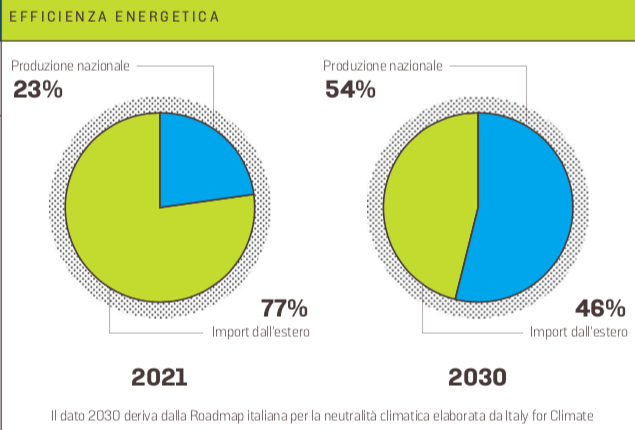 EFFICIENZA ENERGETICA
Produzione nazionale
23%
77%
Import dall'estero
2021
Produzione nazionale
54%
46%
Import dall'estero
2030
Il dato 2030 deriva dalla Roadmap italiana per la neutralità climatica elaborata da Italy for Climate